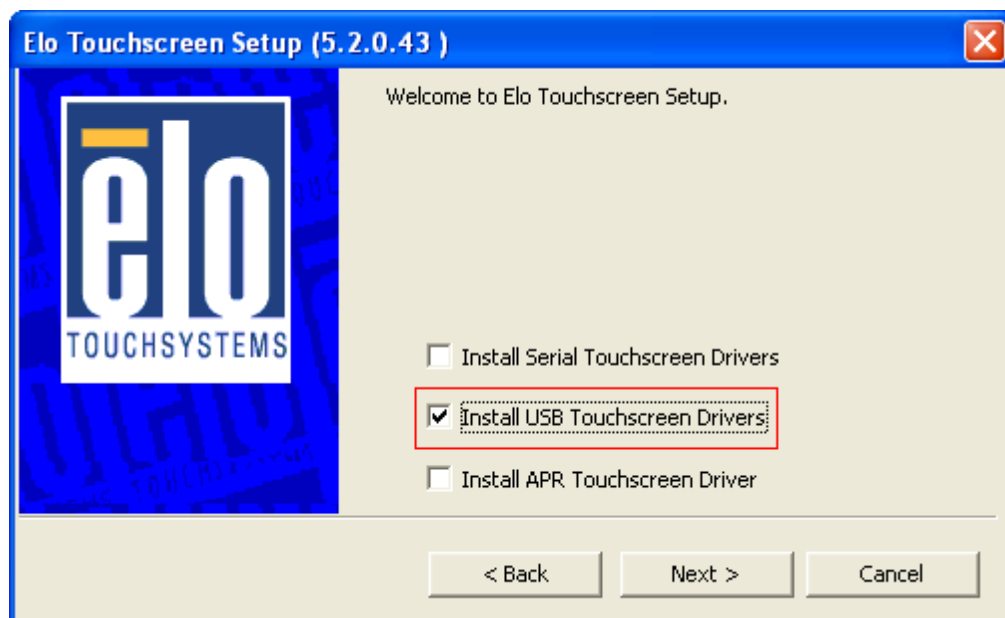 Elo Touchscreen Setup (5.2.0.43 )
Welcome to Elo Touchscreen Setup.
ēlo
TOUCHSYSTEMS
Install Serial Touchscreen Drivers
Install USB Touchscreen Drivers
Install APR Touchscreen Driver
< Back
Next >
Cancel